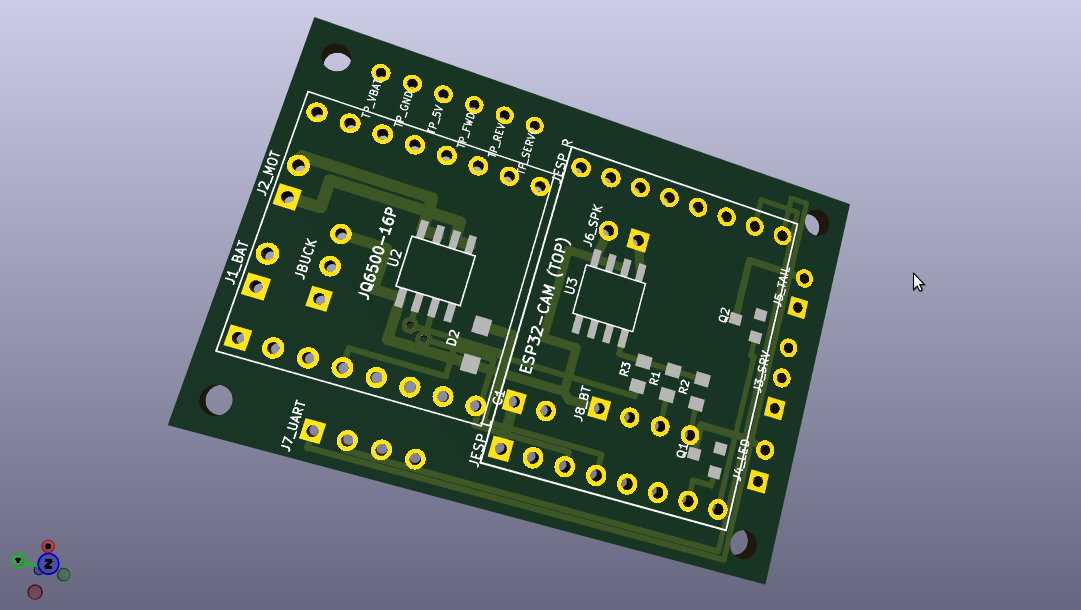 TP_VBAT
TP_GND
TP_5V
TP_FWD
TP_REV
TP_SERV
JESP_R
J2_MOT
J6_SPK
JQ6500-16P
U2
J1_BAT
JBUCK
ESP32-CAM (TOP)
U3
J5_TAIL
Q2
D2
J3_SRV
R3
R1
R2
C1
J8_BT
J7_UART
JESP_
Q1
J4_LED
Z
Y